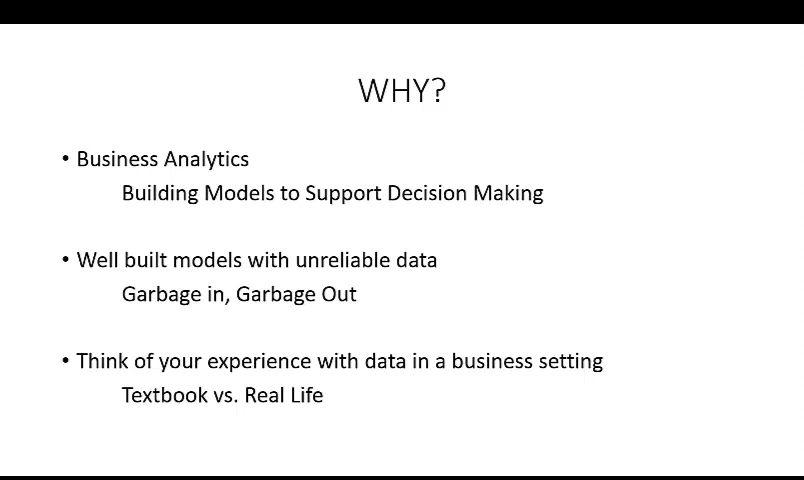 WHY?
• Business Analytics
Building Models to Support Decision Making
• Well built models with unreliable data
Garbage in, Garbage Out
• Think of your experience with data in a business setting
Textbook vs. Real Life